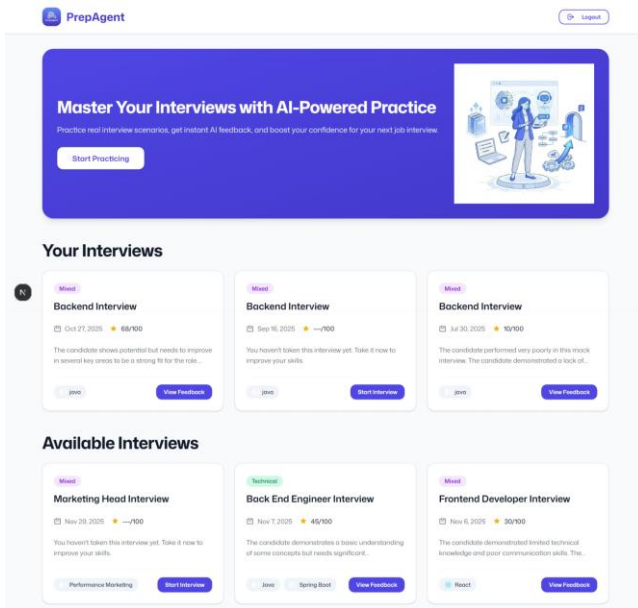 PrepAgent
Logout
Master Your Interviews with AI-Powered Practice
Practice real interview scenarios, get instant AI feedback, and boost your confidence for your next job interview.
Start Practicing
Your Interviews
Mixed
Backend Interview
Oct 27, 2025 68/100
The candidate shows potential but needs to improve
in several key areas to be a strong fit for the role...
java
View Feedback
Mixed
Backend Interview
Sep 16, 2025 ---/100
You haven't taken this interview yet. Take it now to
improve your skills.
java
Start Interview
Mixed
Backend Interview
Jul 30, 2025 10/100
The candidate performed very poorly in this mock
interview. The candidate demonstrated a lack of...
java
View Feedback
N
Available Interviews
Mixed
Marketing Head Interview
Nov 29, 2025 ---/100
You haven't taken this interview yet. Take it now to
improve your skills.
Performance Marketing
Start Interview
Technical
Back End Engineer Interview
Nov 7, 2025 45/100
The candidate demonstrates a basic understanding
of some concepts but needs significant...
Java
Spring Boot
View Feedback
Mixed
Frontend Developer Interview
Nov 6, 2025 30/100
The candidate demonstrated limited technical
knowledge and poor communication skills. The...
React
View Feedback